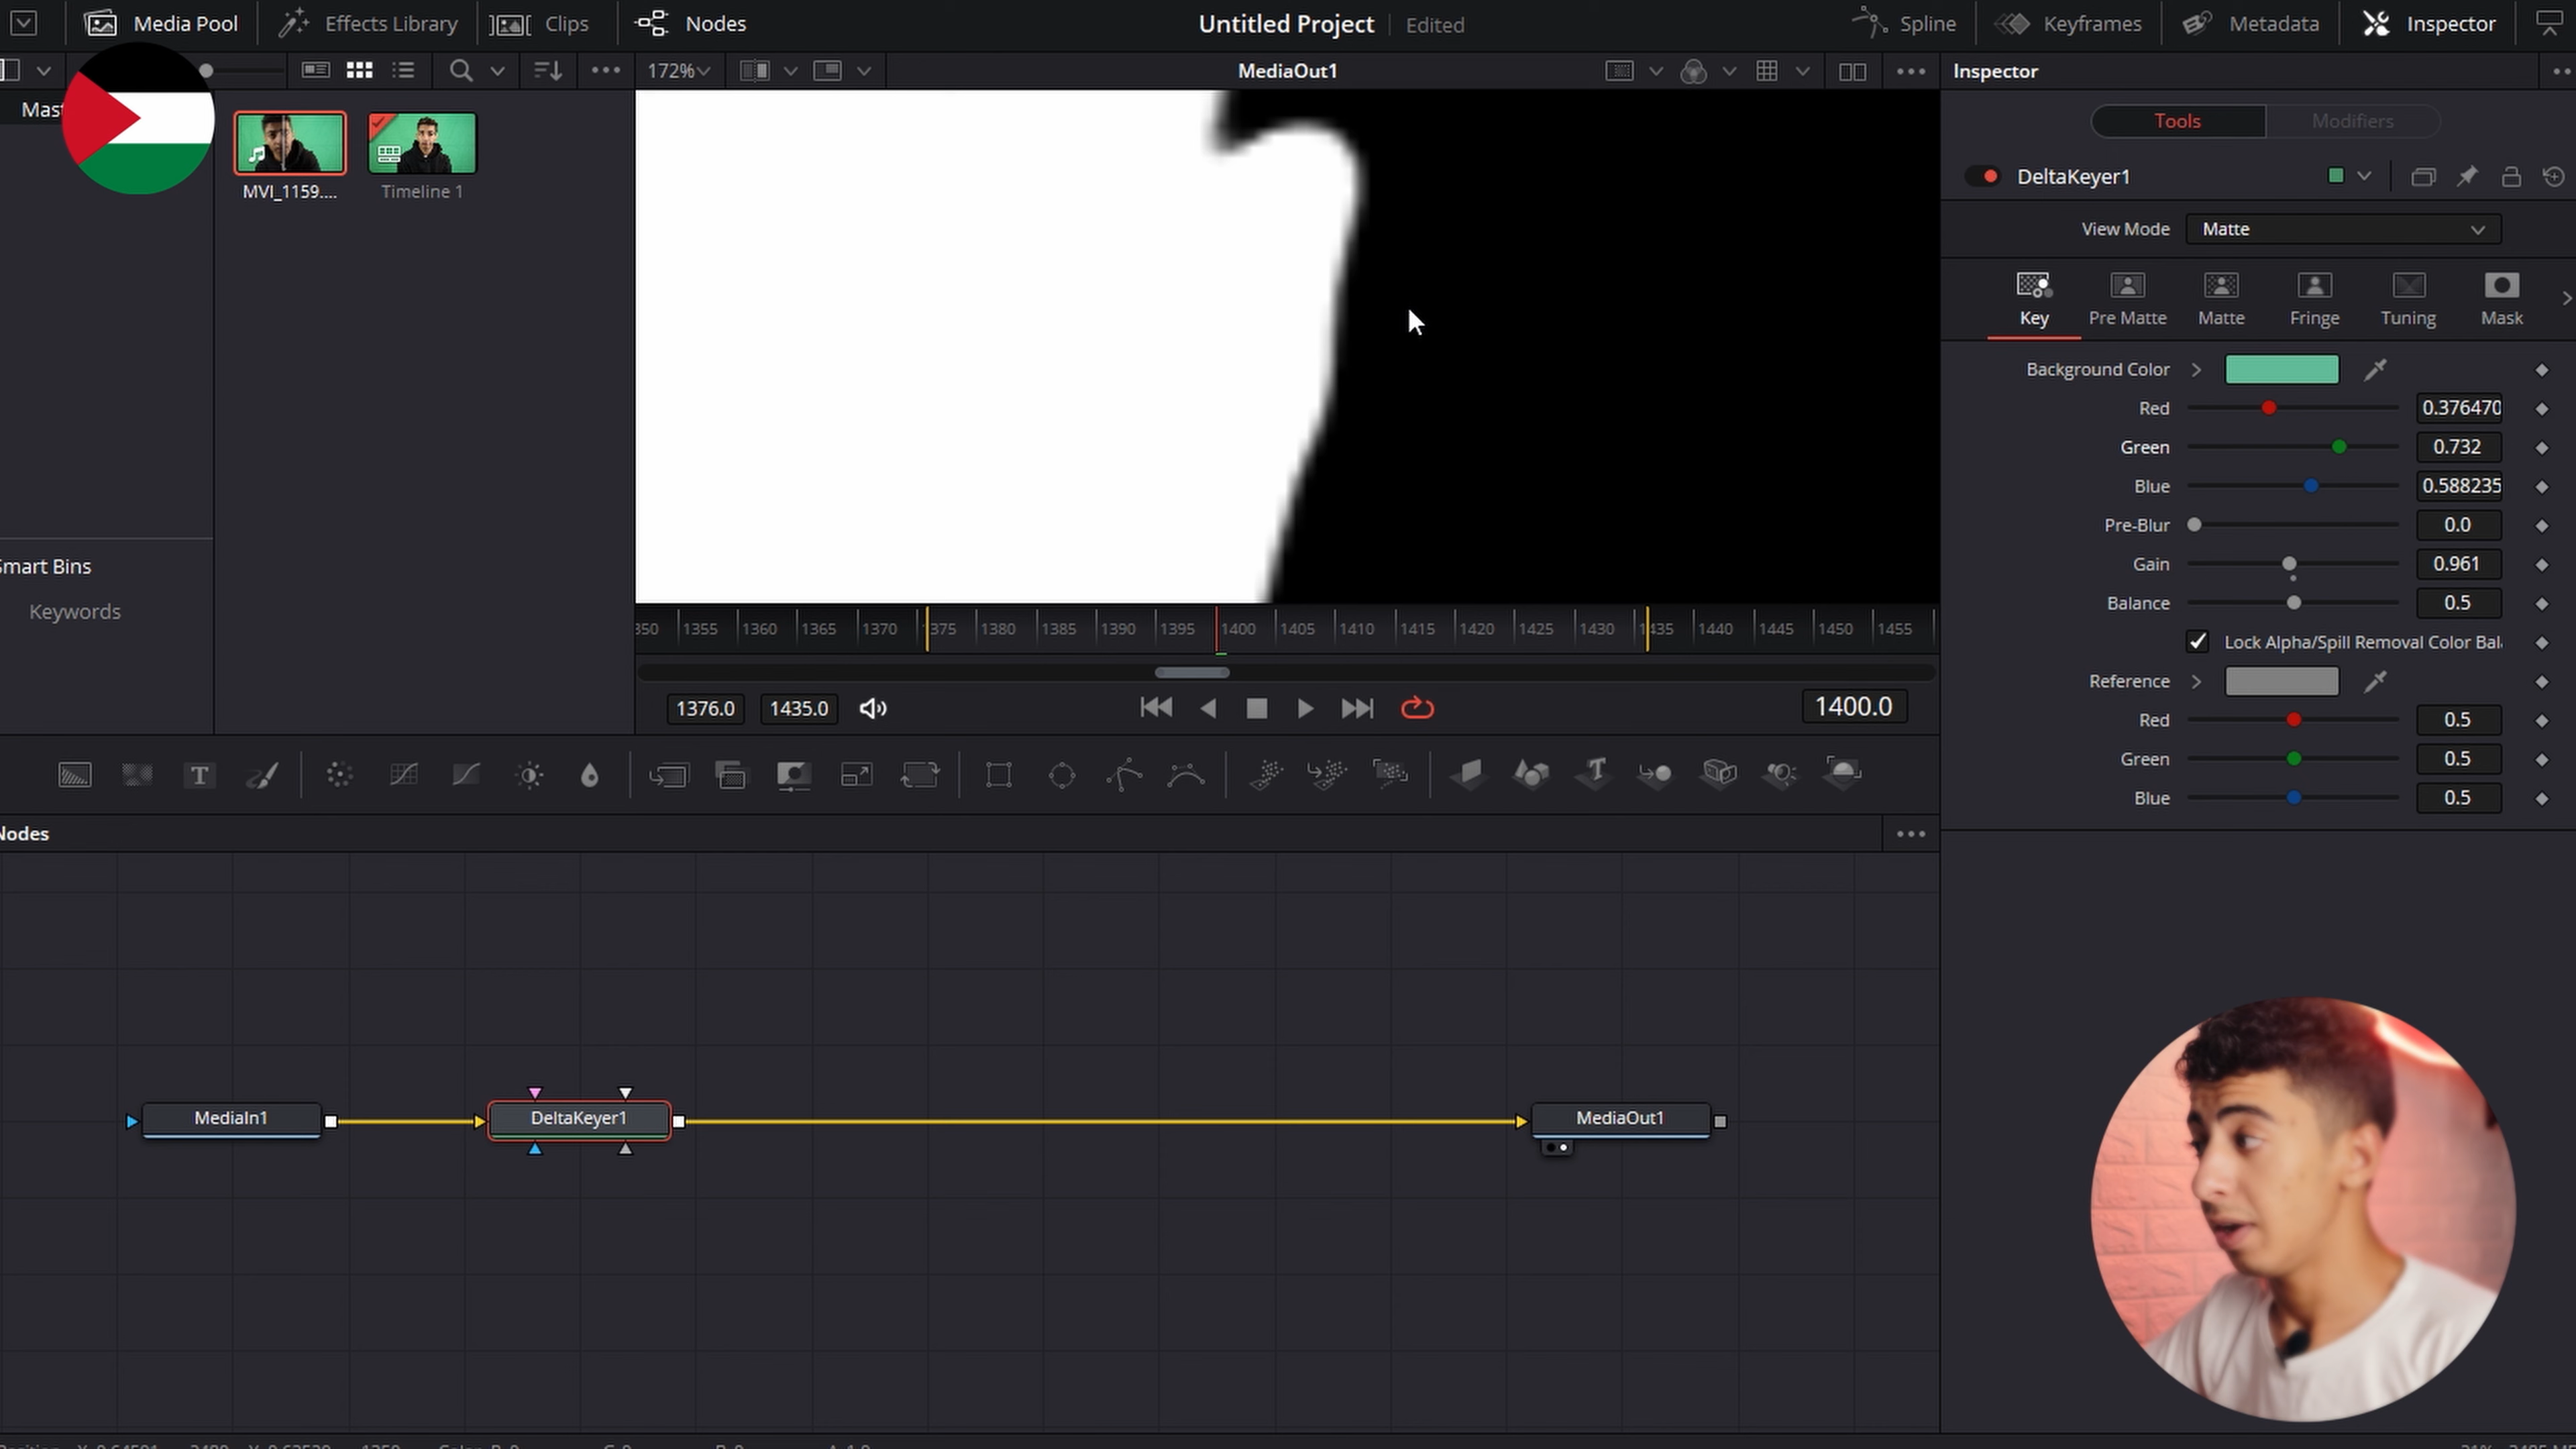 Media Pool
Effects Library
Clips
Nodes
Untitled Project
Edited
Spline
Keyframes
Metadata
Inspector
172%
MediaOut1
Inspector
MVI_1159....
Timeline 1
Tools
Modifiers
DeltaKeyer1
View Mode
Matte
Key
Pre Matte
Matte
Fringe
Tuning
Mask
Background Color
Red
0.376470
Green
0.732
Blue
0.588235
Pre-Blur
0.0
Gain
0.961
Balance
0.5
Lock Alpha/Spill Removal Color Bal
Reference
Red
0.5
Green
0.5
Blue
0.5
Smart Bins
Keywords
350 1355 1360 1365 1370 1375 1380 1385 1390 1395 1400 1405 1410 1415 1420 1425 1430 1435 1440 1445 1450 1455
1376.0
1435.0
1400.0
T
T
Nodes
MediaIn1
DeltaKeyer1
MediaOut1